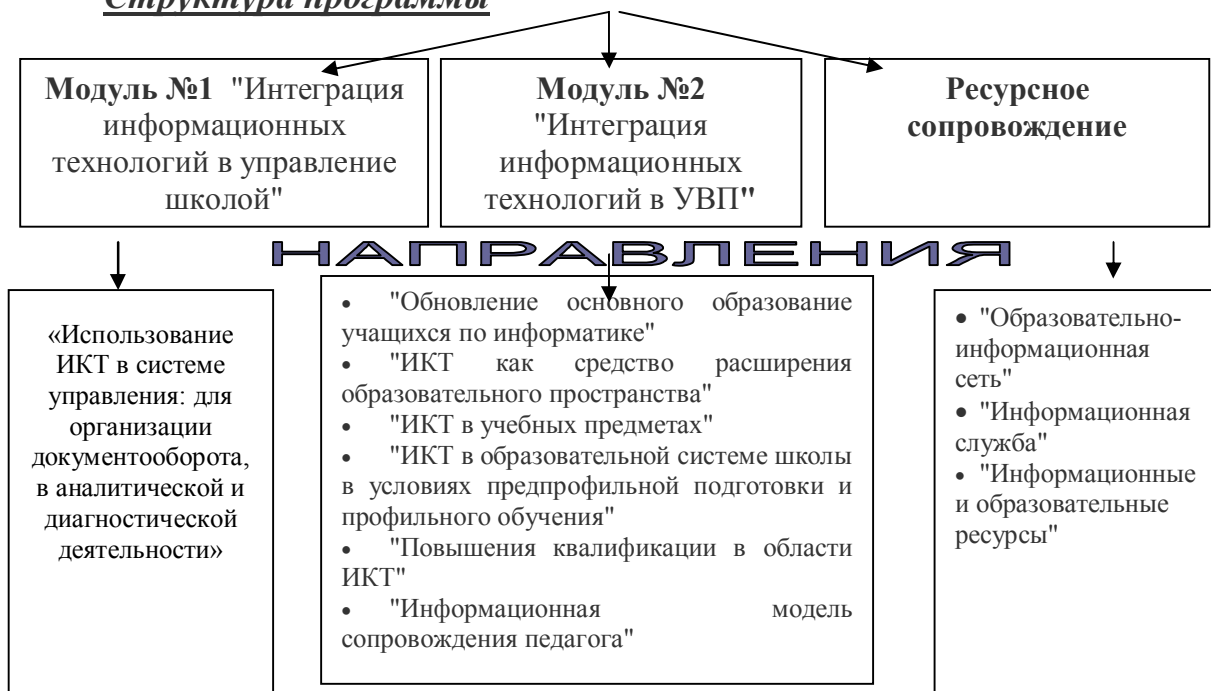 Структура программы
Модуль №1 "Интеграция
информационных
технологий в управление
школой"
Модуль №2
"Интеграция
информационных
технологий в УВП"
Ресурсное
сопровождение
НАПРАВЛЕНИЯ
«Использование
ИКТ в системе
управления: для
организации
документооборота,
в аналитической и
диагностической
деятельности»
• "Обновление основного образование
учащихся по информатике"
• "ИКТ как средство расширения
образовательного пространства"
• "ИКТ в учебных предметах"
• "ИКТ в образовательной системе школы
в условиях предпрофильной подготовки и
профильного обучения"
• "Повышения квалификации в области
ИКТ"
• "Информационная модель
сопровождения педагога"
• "Образовательно-
информационная
сеть"
• "Информационная
служба"
• "Информационные
и образовательные
ресурсы"